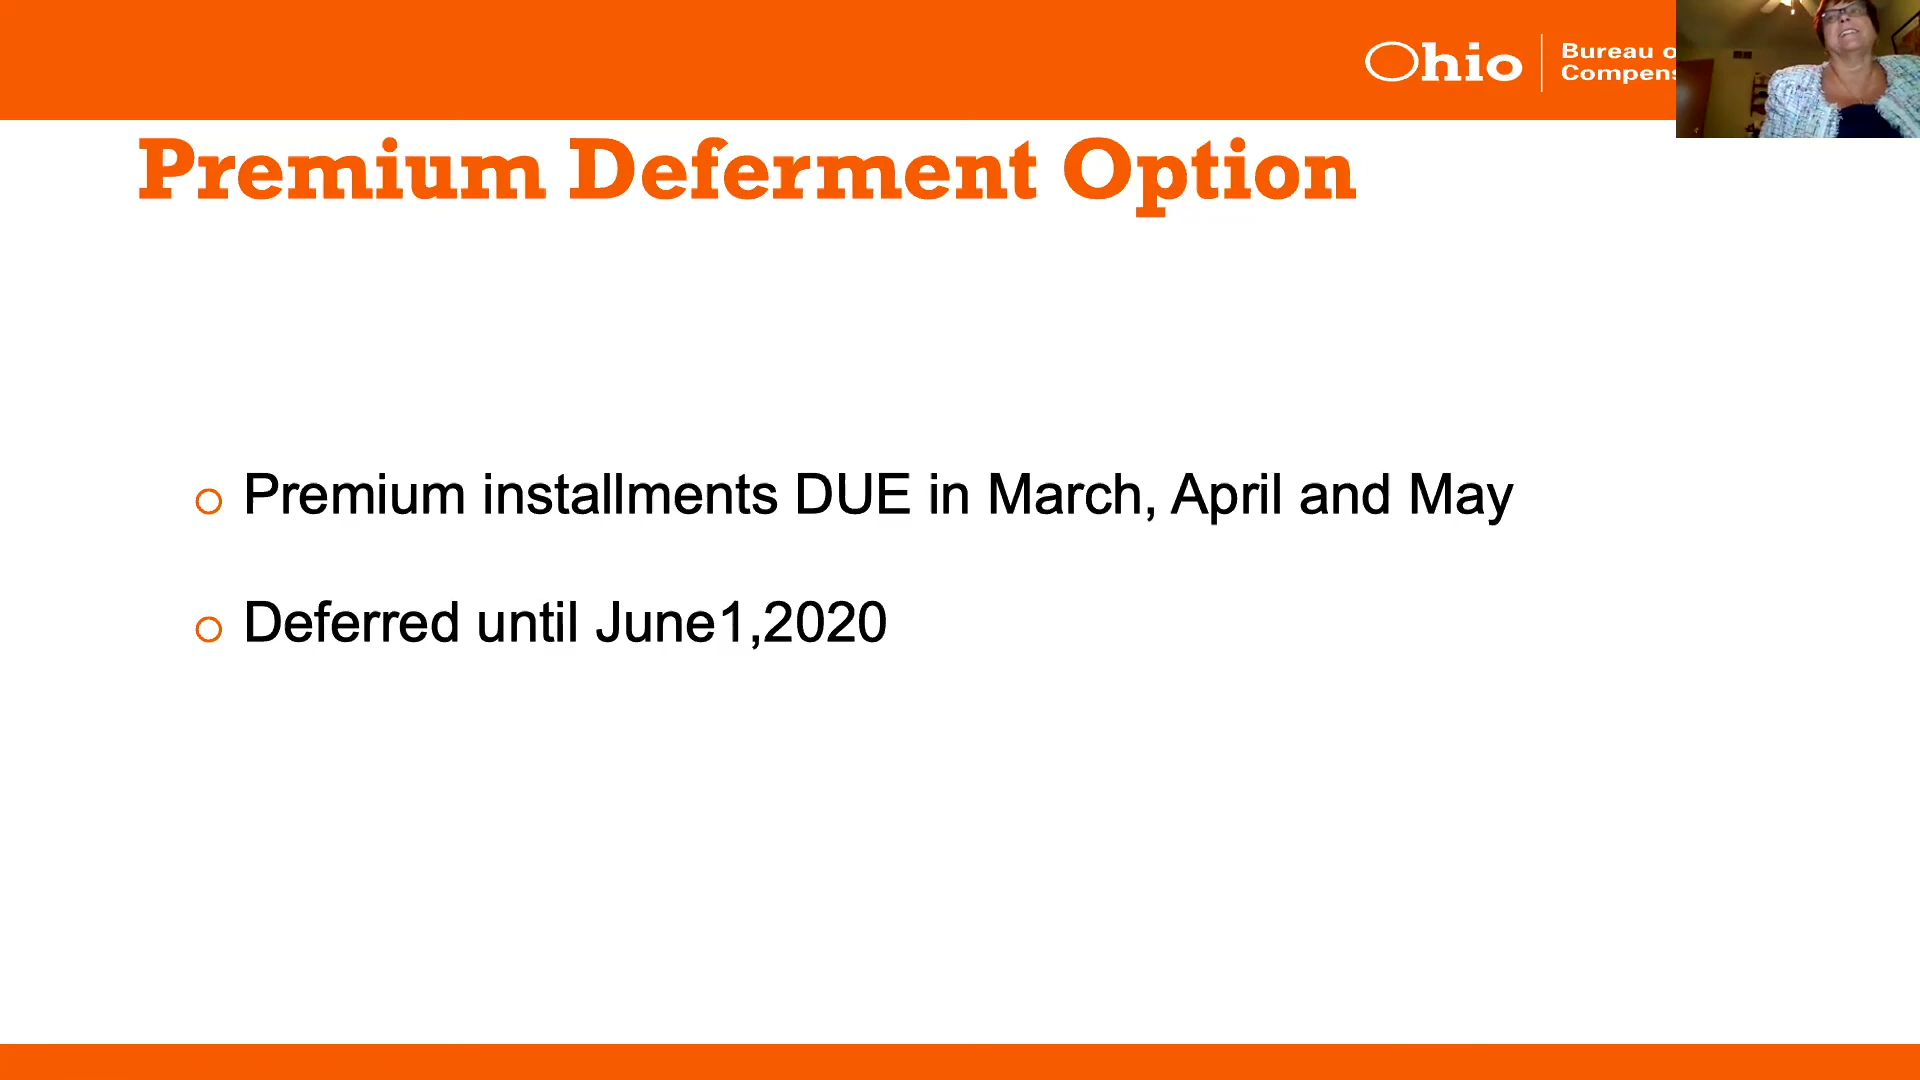 Ohio
Bureau o
Compens
Premium Deferment Option
Premium installments DUE in March, April and May
Deferred until June1,2020